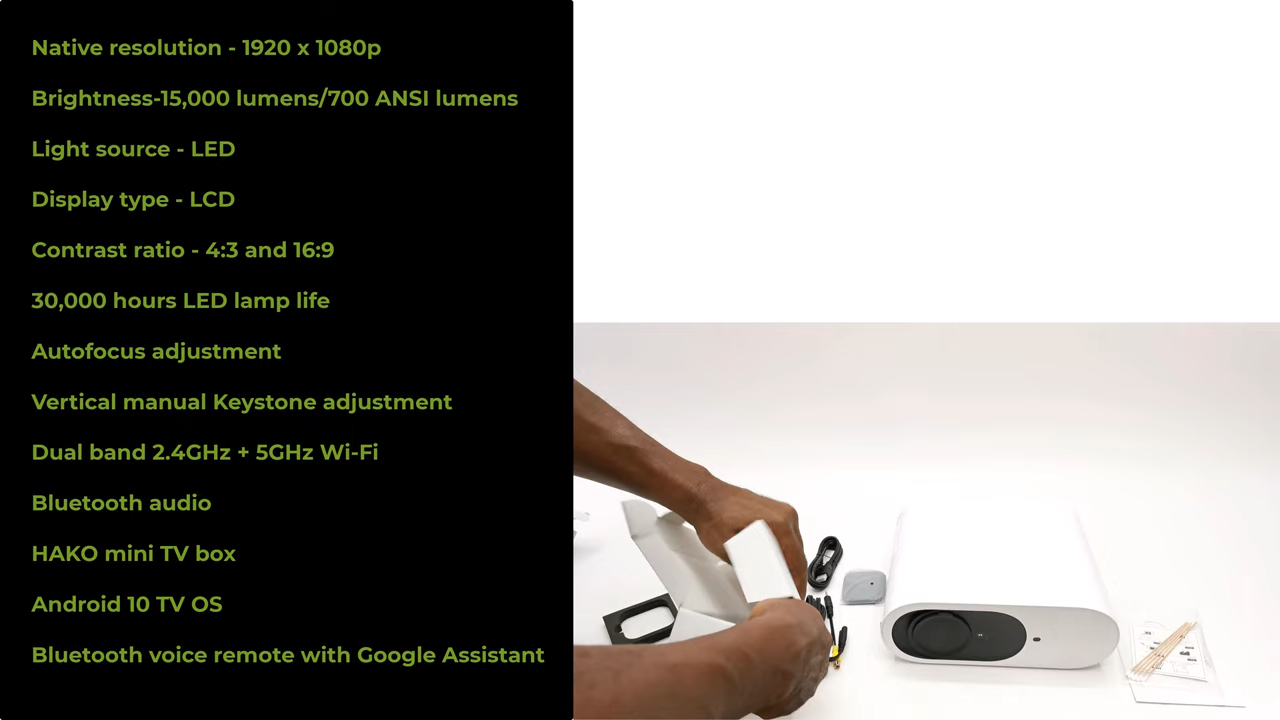 Native resolution - 1920 x 1080p
Brightness-15,000 lumens/700 ANSI lumens
Light source - LED
Display type - LCD
Contrast ratio - 4:3 and 16:9
30,000 hours LED lamp life
Autofocus adjustment
Vertical manual Keystone adjustment
Dual band 2.4GHz + 5GHz Wi-Fi
Bluetooth audio
HAKO mini TV box
Android 10 TV OS
Bluetooth voice remote with Google Assistant